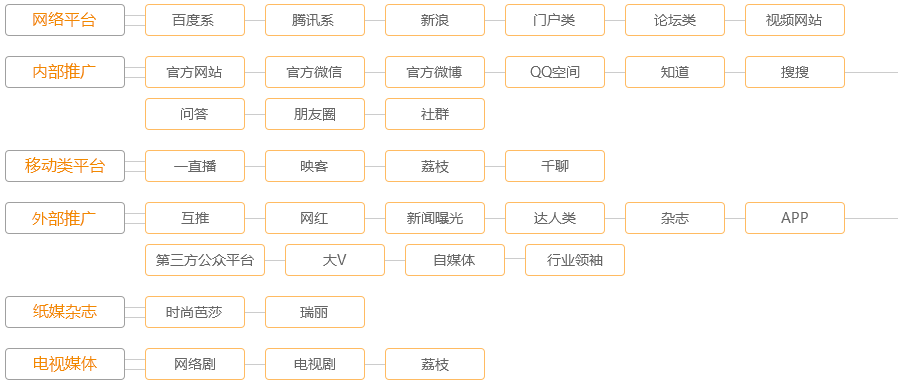 网络平台 百度系 腾讯系 新浪 门户类 论坛类 视频网站
内部推广 官方网站 官方微信 官方微博 QQ空间 知道 搜搜
问答 朋友圈 社群
移动类平台 一直播 映客 荔枝 千聊
外部推广 互推 网红 新闻曝光 达人类 杂志 APP
第三方公众平台 大V 自媒体 行业领袖
纸媒杂志 时尚芭莎 瑞丽
电视媒体 网络剧 电视剧 荔枝